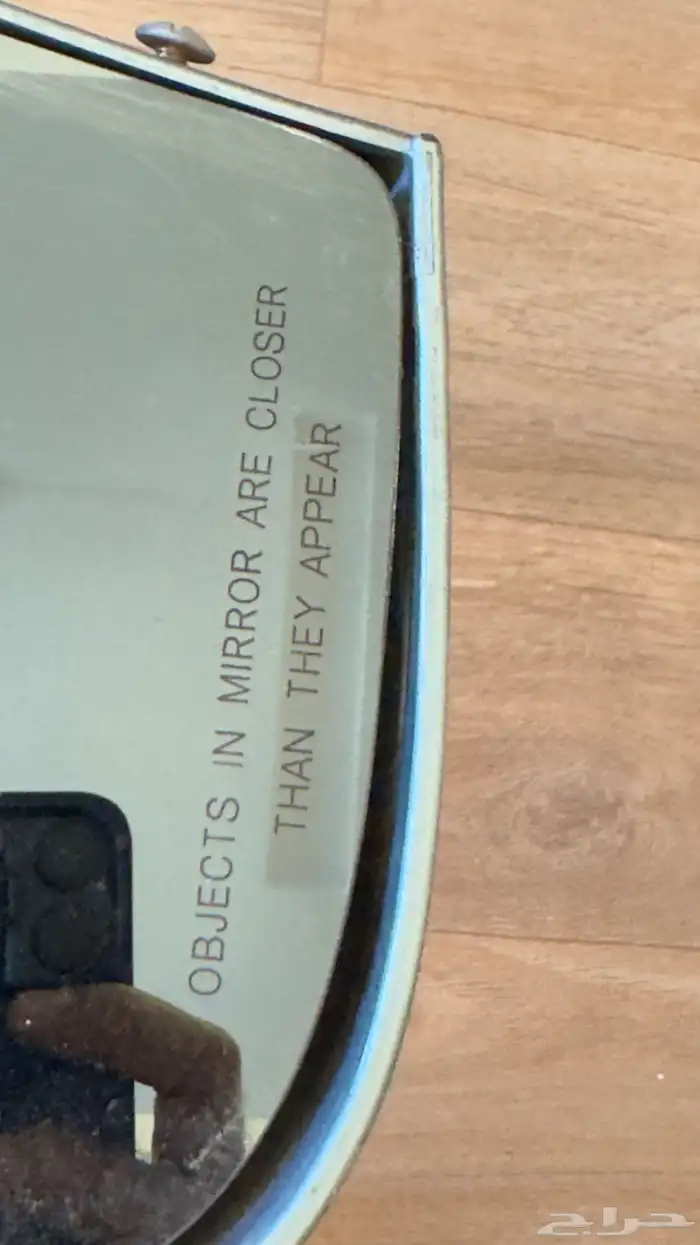 OBJECTS IN MIRROR ARE CLOSER
THAN THEY APPEAR
حراج